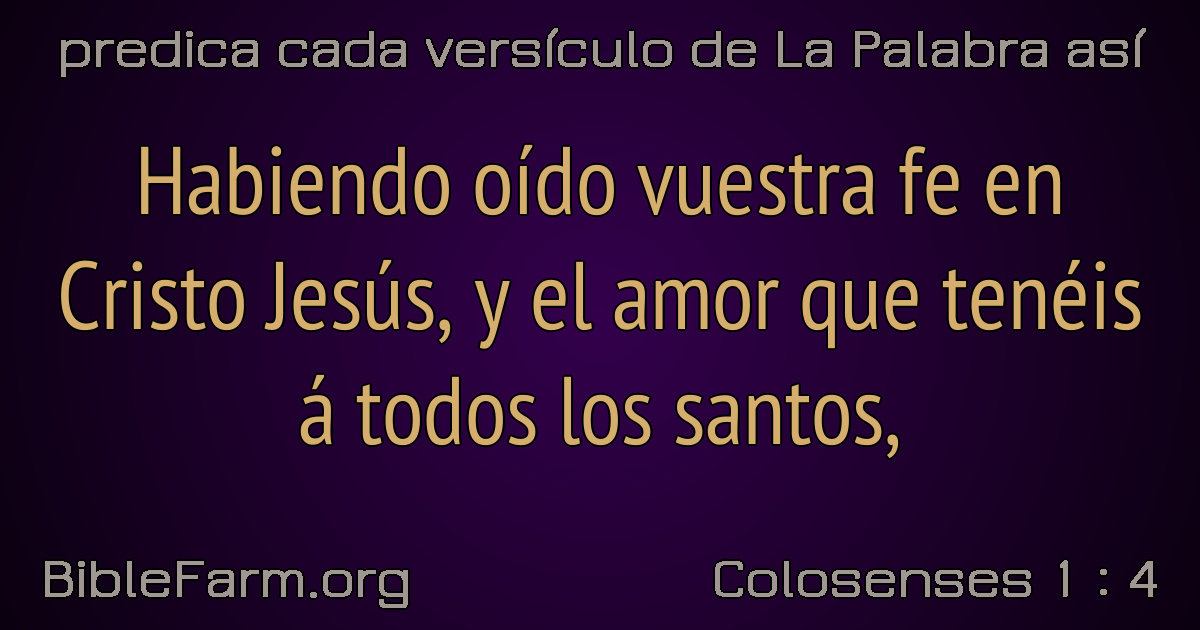 predica cada versículo de La Palabra así
Habiendo oído vuestra fe en
Cristo Jesús, y el amor que tenéis
á todos los santos,
BibleFarm.org
Colosenses 1 : 4